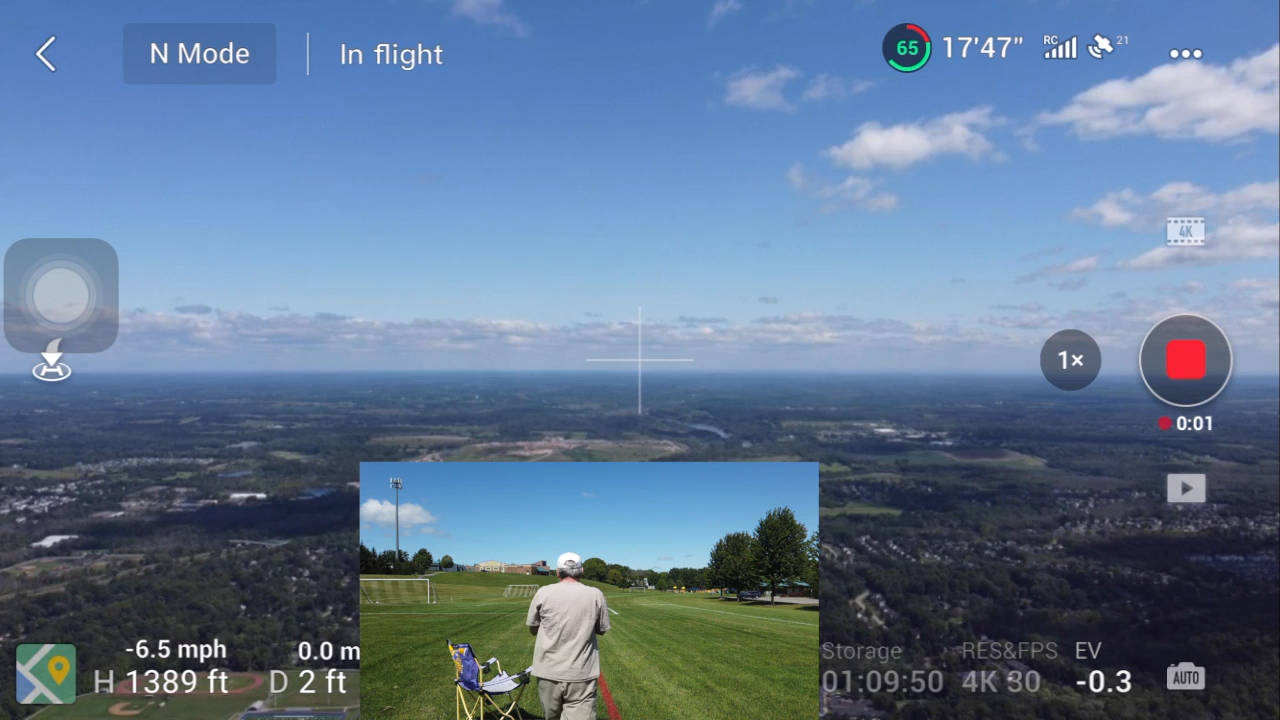 N Mode
In flight
65
17'47"
RC
21
4K
1×
0:01
-6.5 mph
0.0 m
H 1389 ft
D 2 ft
Storage
01:09:50
RES&FPS
4K 30
EV
-0.3
AUTO